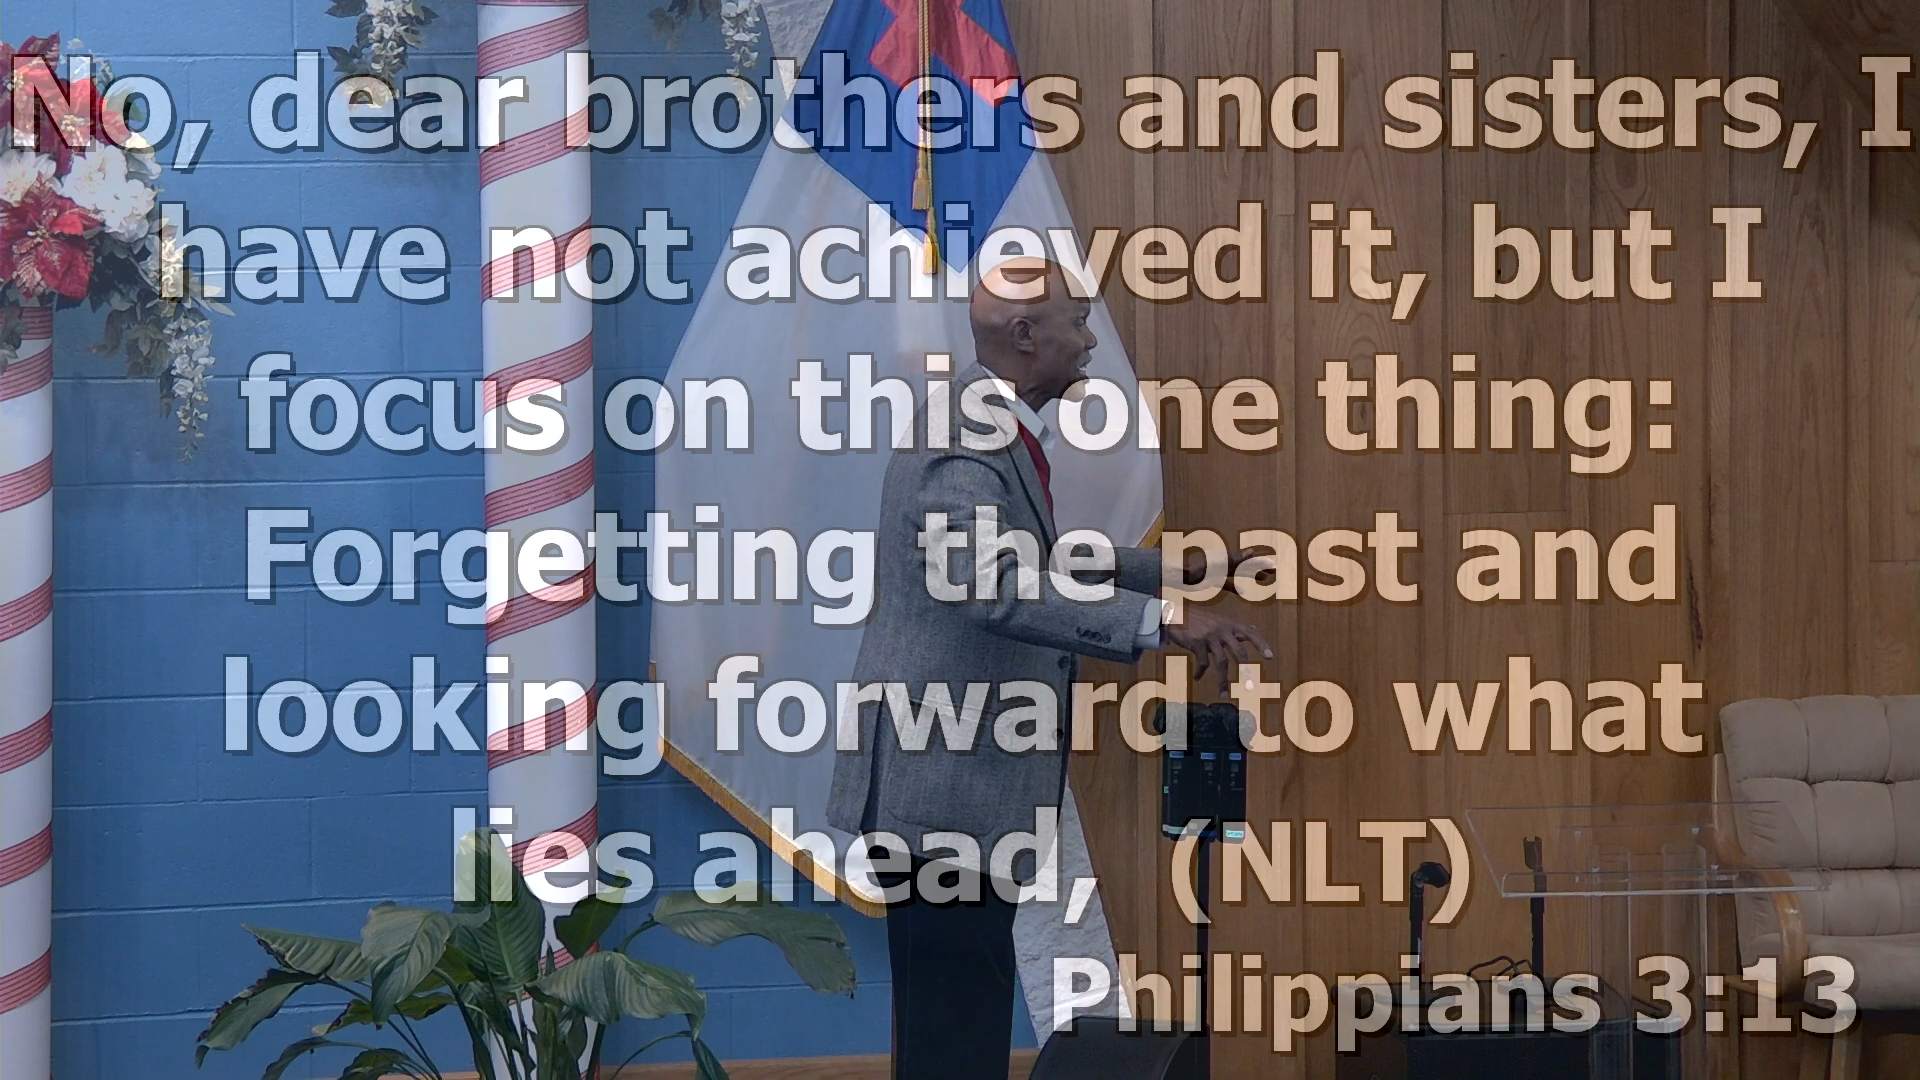 No, dear brothers and sisters, I
have not achieved it, but I
focus on this one thing:
Forgetting the past and
looking forward to what
lies ahead, (NLT)
Philippians 3:13